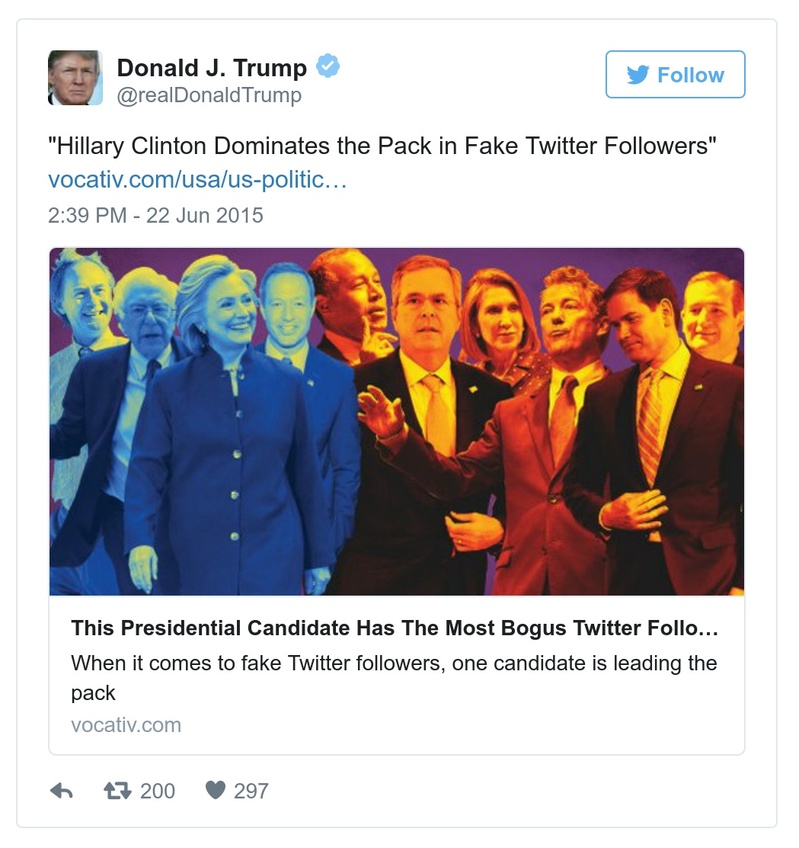 Donald J. Trump
@realDonaldTrump
Follow
"Hillary Clinton Dominates the Pack in Fake Twitter Followers"
vocativ.com/usa/us-politic…
2:39 PM - 22 Jun 2015
This Presidential Candidate Has The Most Bogus Twitter Follo…
When it comes to fake Twitter followers, one candidate is leading the
pack
vocativ.com
200
297